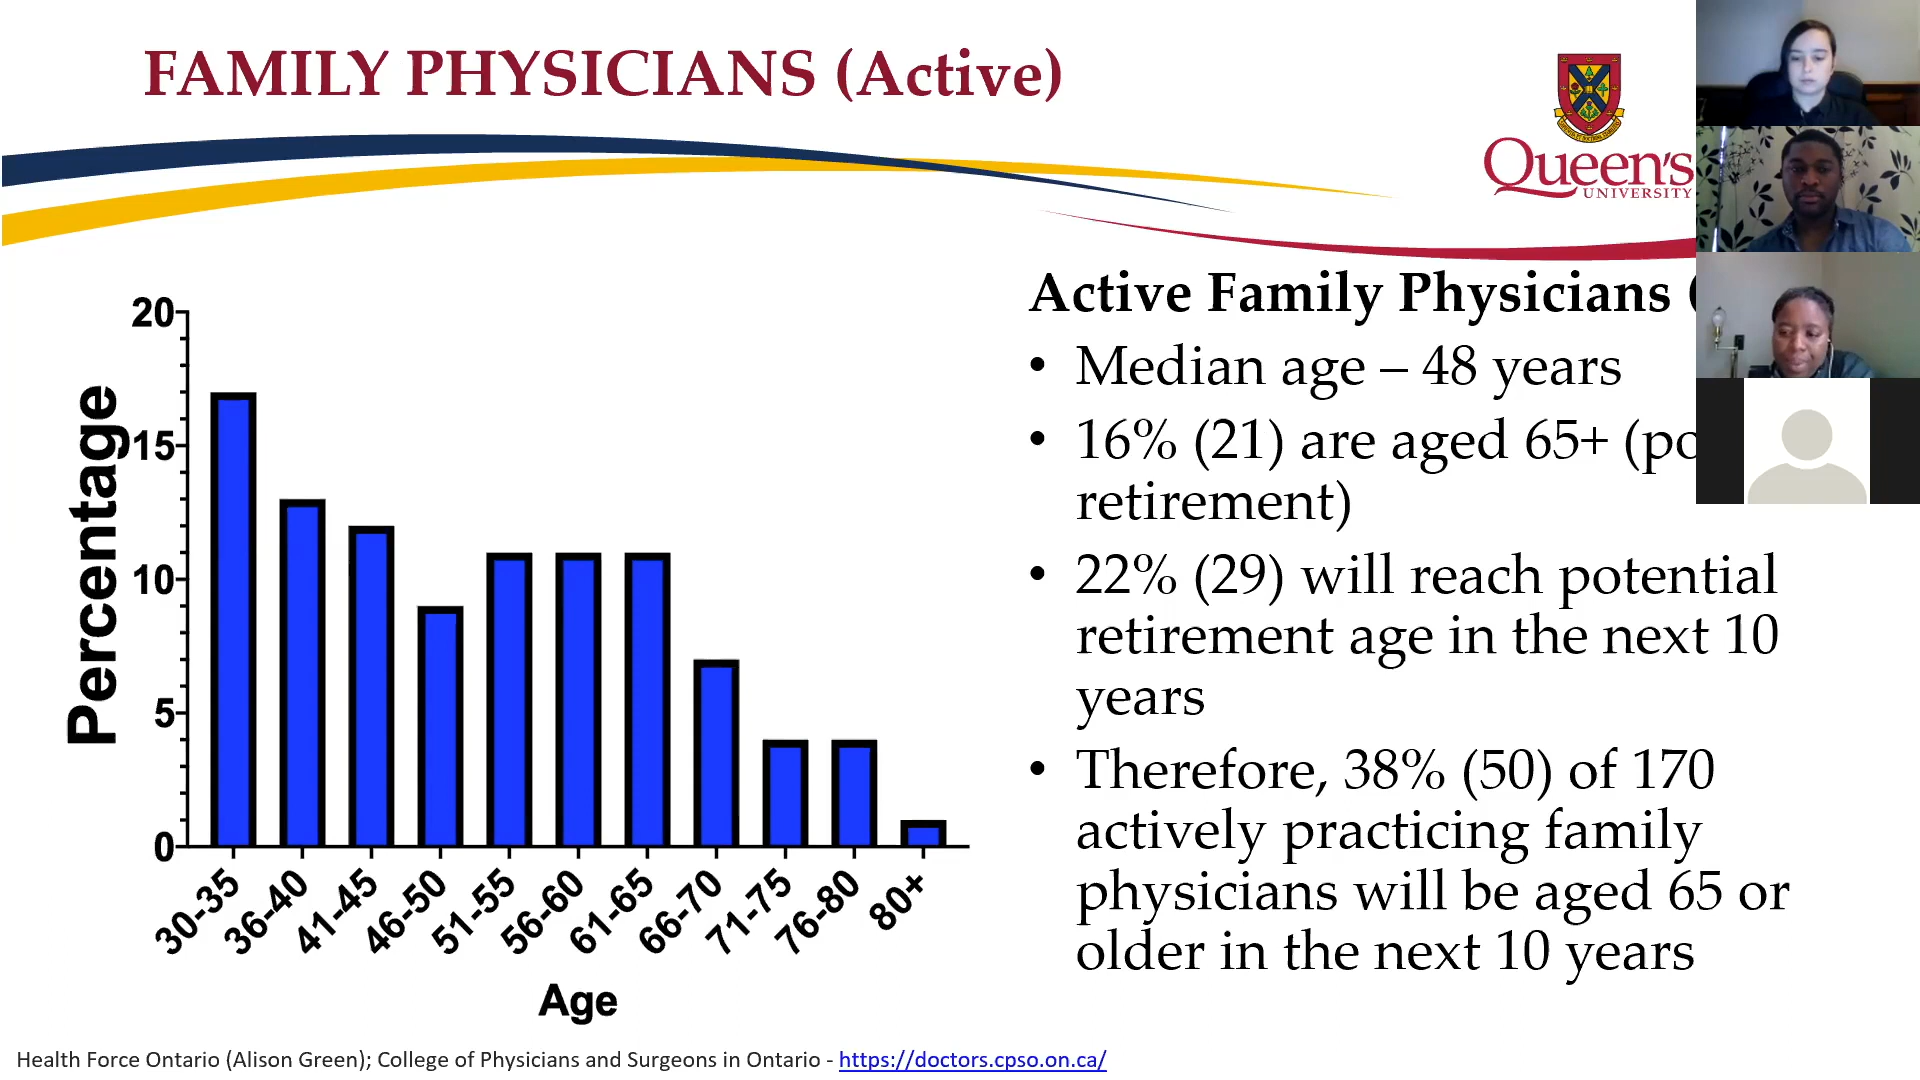 FAMILY PHYSICIANS (Active)
Queen's
UNIVERSITY
Active Family Physicians (
• Median age – 48 years
• 16% (21) are aged 65+ (po
retirement)
• 22% (29) will reach potential
retirement age in the next 10
years
• Therefore, 38% (50) of 170
actively practicing family
physicians will be aged 65 or
older in the next 10 years
Percentage
20
15
10
5
0
30-35
36-40
41-45
46-50
51-55
56-60
61-65
66-70
71-75
76-80
80+
Age
Health Force Ontario (Alison Green); College of Physicians and Surgeons in Ontario - https://doctors.cpso.on.ca/